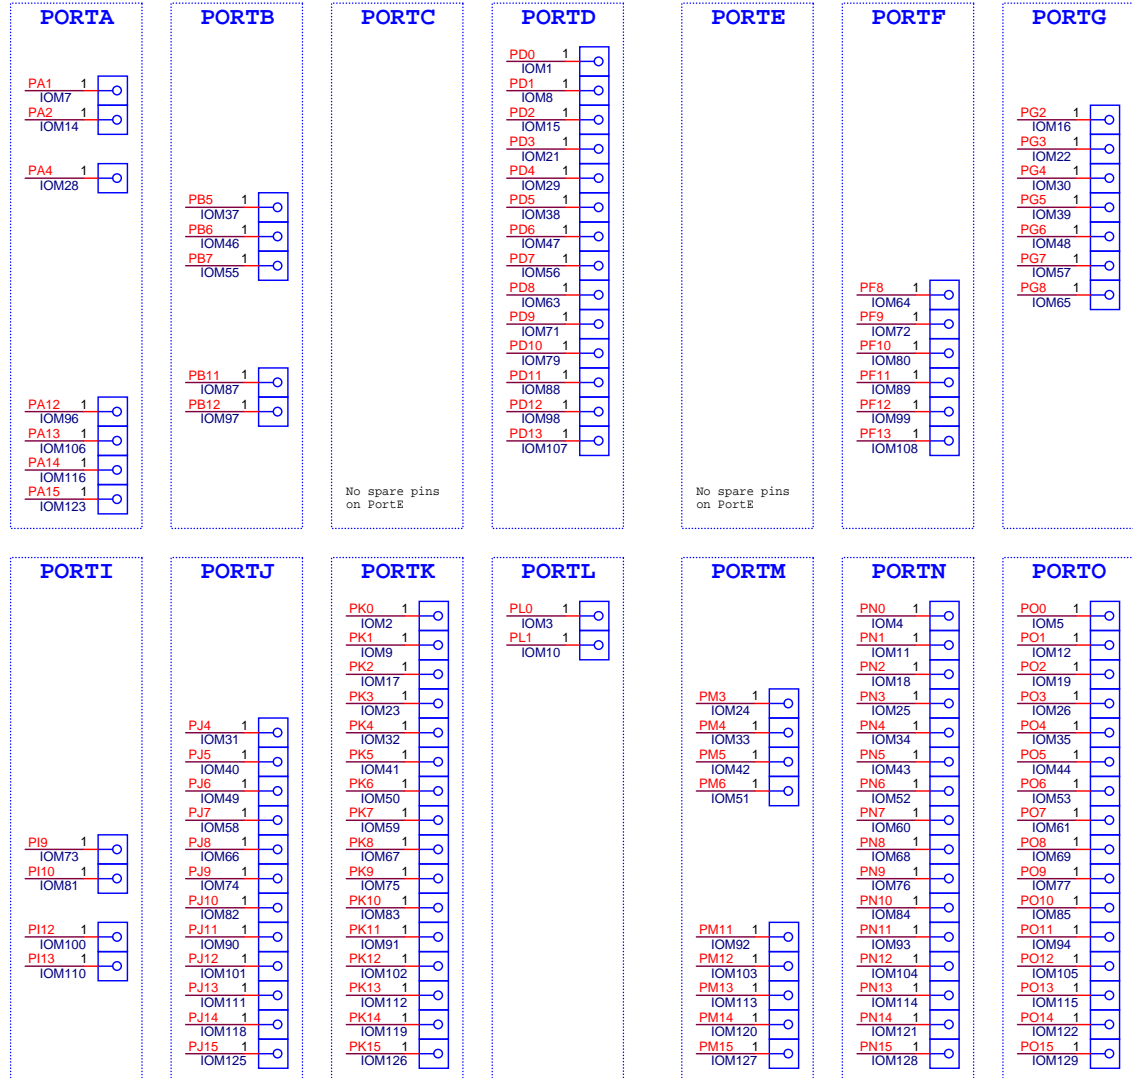 PORTA
PA1 1
IOM7
PA2 1
IOM14
PA4 1
IOM28
PA12 1
IOM96
PA13 1
IOM106
PA14 1
IOM116
PA15 1
IOM123
PORTB
PB5 1
IOM37
PB6 1
IOM46
PB7 1
IOM55
PB11 1
IOM87
PB12 1
IOM97
PORTC
No spare pins
on PortE
PORTD
PD0 1
IOM1
PD1 1
IOM8
PD2 1
IOM15
PD3 1
IOM21
PD4 1
IOM29
PD5 1
IOM38
PD6 1
IOM47
PD7 1
IOM56
PD8 1
IOM63
PD9 1
IOM71
PD10 1
IOM79
PD11 1
IOM88
PD12 1
IOM98
PD13 1
IOM107
PORTE
No spare pins
on PortE
PORTF
PF8 1
IOM64
PF9 1
IOM72
PF10 1
IOM80
PF11 1
IOM89
PF12 1
IOM99
PF13 1
IOM108
PORTG
PG2 1
IOM16
PG3 1
IOM22
PG4 1
IOM30
PG5 1
IOM39
PG6 1
IOM48
PG7 1
IOM57
PG8 1
IOM65
PORTI
PI9 1
IOM73
PI10 1
IOM81
PI12 1
IOM100
PI13 1
IOM110
PORTJ
PJ4 1
IOM31
PJ5 1
IOM40
PJ6 1
IOM49
PJ7 1
IOM58
PJ8 1
IOM66
PJ9 1
IOM74
PJ10 1
IOM82
PJ11 1
IOM90
PJ12 1
IOM101
PJ13 1
IOM111
PJ14 1
IOM118
PJ15 1
IOM125
PORTK
PK0 1
IOM2
PK1 1
IOM9
PK2 1
IOM17
PK3 1
IOM23
PK4 1
IOM32
PK5 1
IOM41
PK6 1
IOM50
PK7 1
IOM59
PK8 1
IOM67
PK9 1
IOM75
PK10 1
IOM83
PK11 1
IOM91
PK12 1
IOM102
PK13 1
IOM112
PK14 1
IOM119
PK15 1
IOM126
PORTL
PL0 1
IOM3
PL1 1
IOM10
PORTM
PM3 1
IOM24
PM4 1
IOM33
PM5 1
IOM42
PM6 1
IOM51
PM11 1
IOM92
PM12 1
IOM103
PM13 1
IOM113
PM14 1
IOM120
PM15 1
IOM127
PORTN
PN0 1
IOM4
PN1 1
IOM11
PN2 1
IOM18
PN3 1
IOM25
PN4 1
IOM34
PN5 1
IOM43
PN6 1
IOM52
PN7 1
IOM60
PN8 1
IOM68
PN9 1
IOM76
PN10 1
IOM84
PN11 1
IOM93
PN12 1
IOM104
PN13 1
IOM114
PN14 1
IOM121
PN15 1
IOM128
PORTO
PO0 1
IOM5
PO1 1
IOM12
PO2 1
IOM19
PO3 1
IOM26
PO4 1
IOM35
PO5 1
IOM44
PO6 1
IOM53
PO7 1
IOM61
PO8 1
IOM69
PO9 1
IOM77
PO10 1
IOM85
PO11 1
IOM94
PO12 1
IOM105
PO13 1
IOM115
PO14 1
IOM122
PO15 1
IOM129